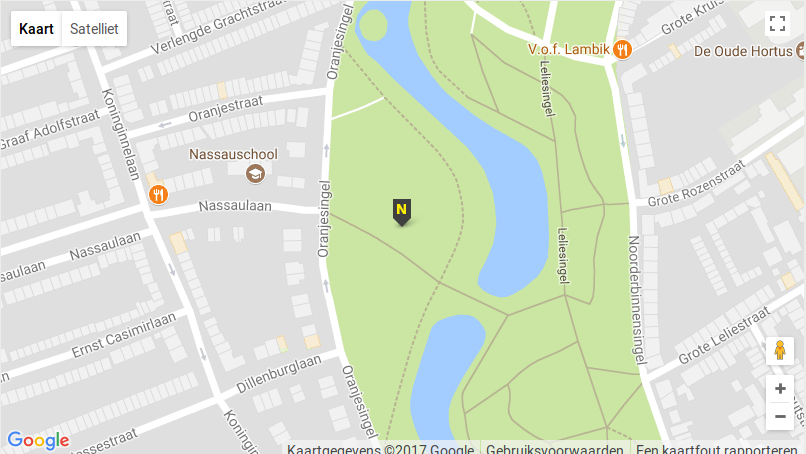 Kaart
Satelliet
straat
Verlengde Grachtstraat
Oranjesingel
Grote Kruis
V.o.f. Lambik
De Oude Hortus
Leliesingel
Koninginnelaan
Oranjestraat
Graaf Adolfstraat
Nassauschool
Grote Rozenstraat
Nassaulaan
N
Oranjesingel
Nassaulaan
saulaan
Leliesingel
Noorderbinnensingel
Ernst Casimirlaan
Grote Leliestraat
Dillenburglaan
Oranjesingel
Koning
ssestraat
Google
Kaartgegevens ©2017 Google
Gebruiksvoorwaarden
Een kaartfout rapporteren